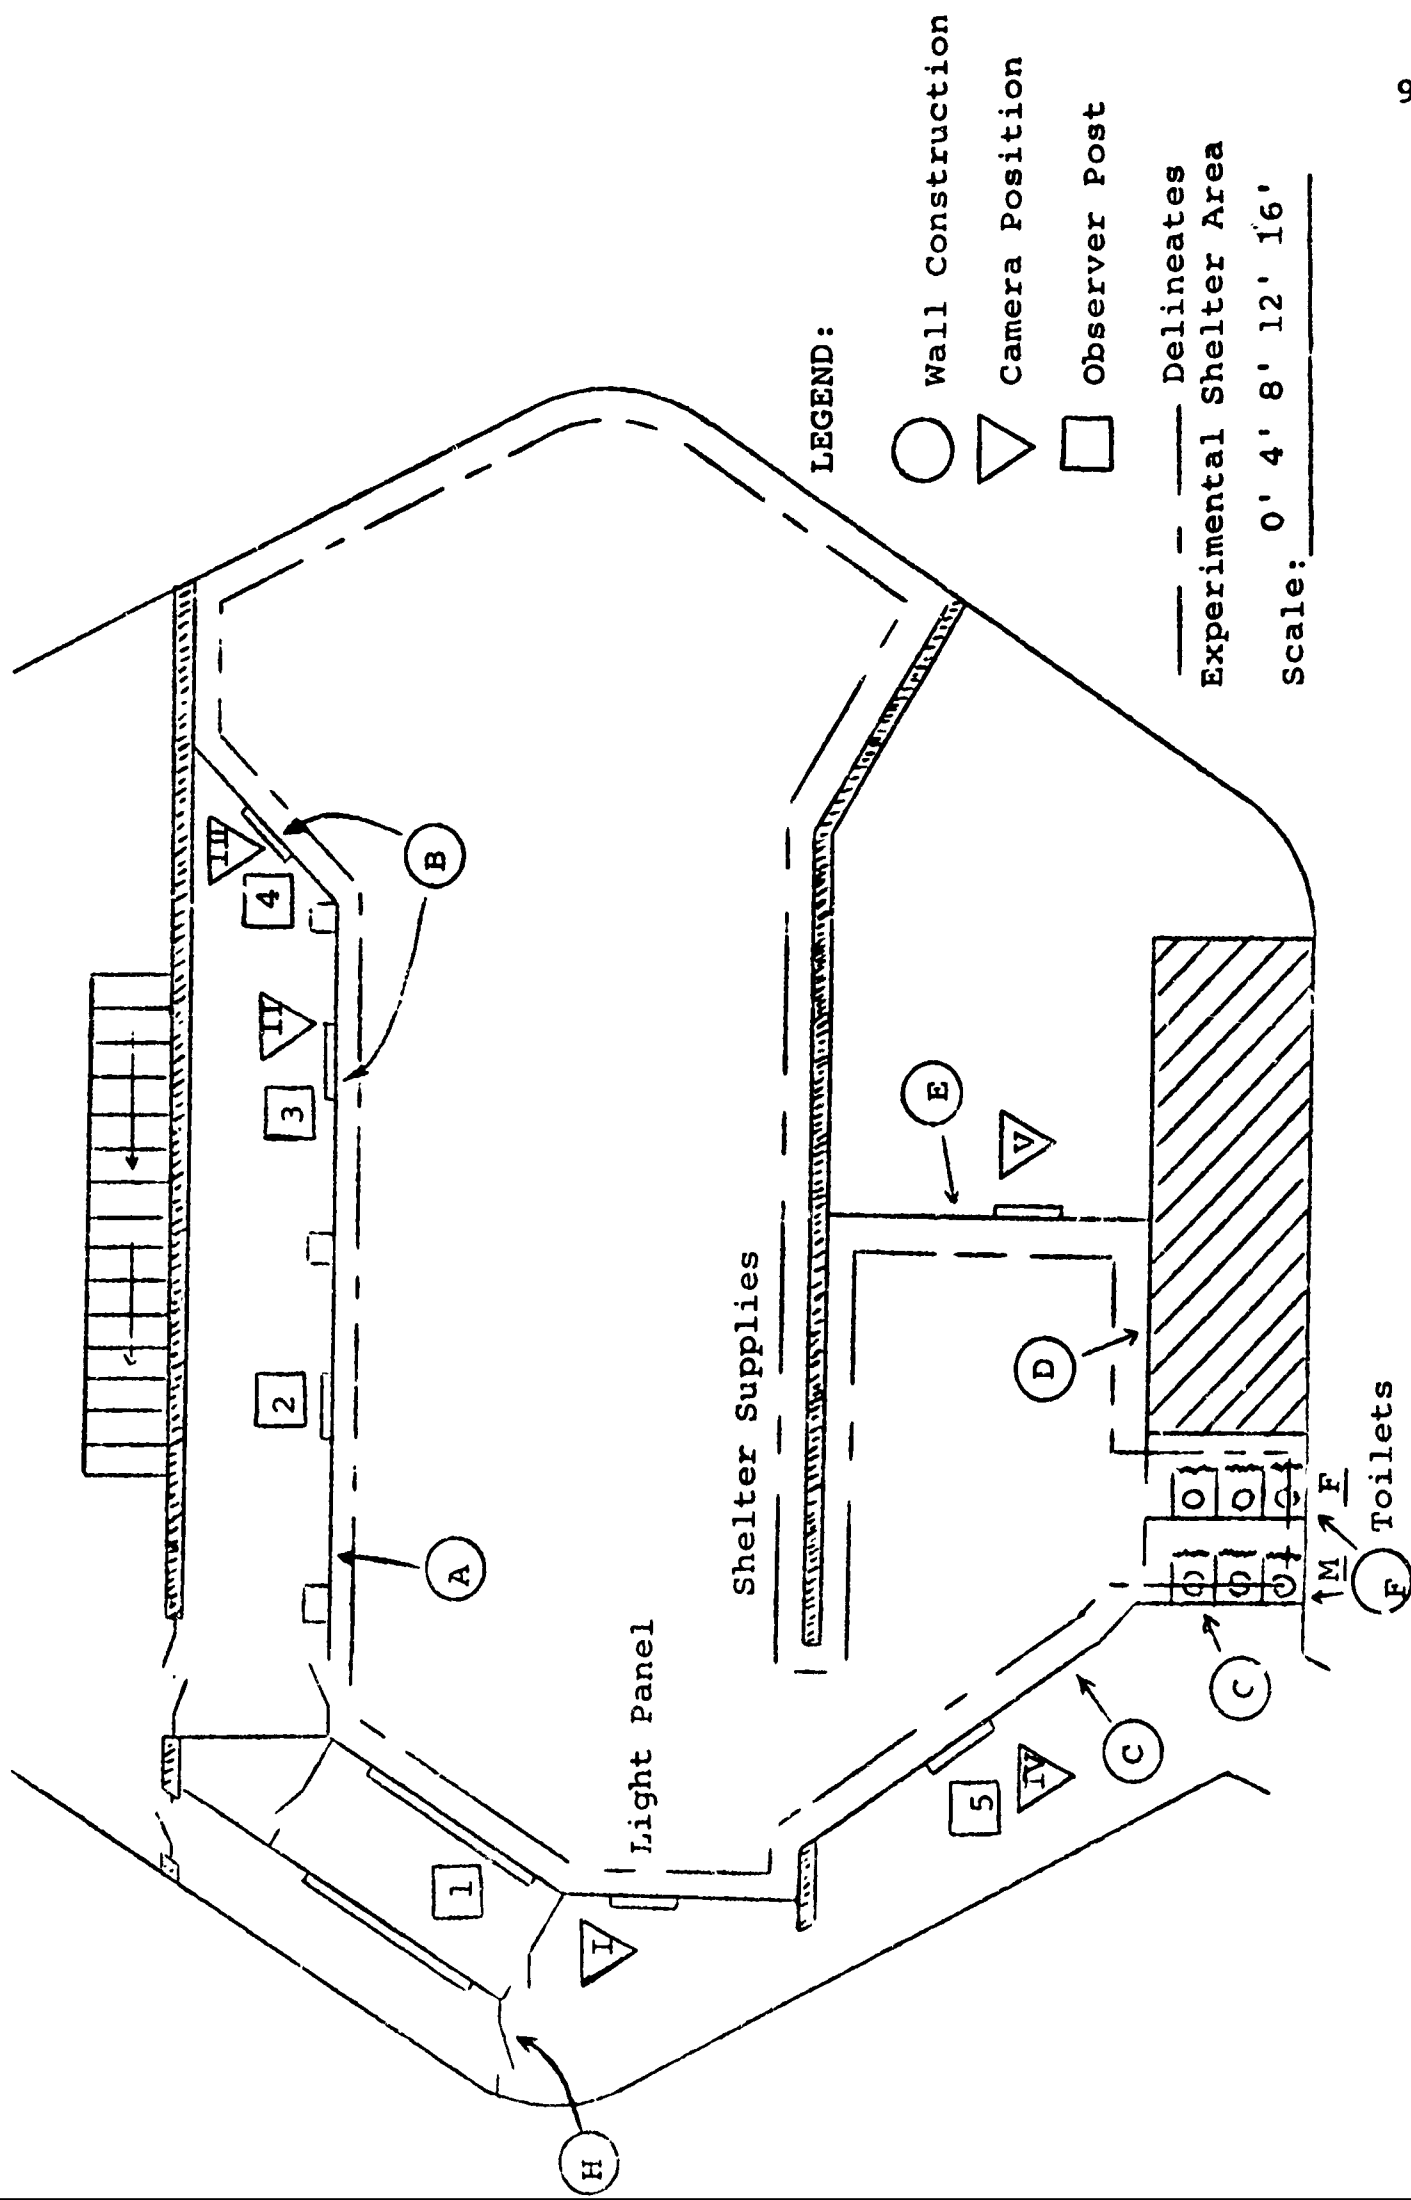 LEGEND:
Wall Construction
Camera Position
Observer Post
Delineates
Experimental Shelter Area
0' 4' 8' 12' 16'
Scale:
III
4
B
II
3
2
A
1
I
H
Light Panel
Shelter Supplies
E
V
D
5
IV
C
C
M
F
F
Toilets
9